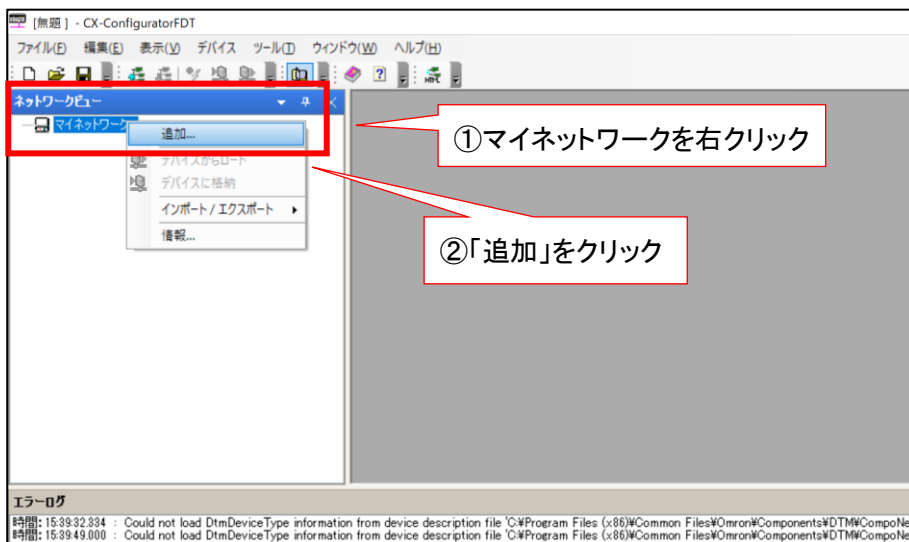 [無題 ] - CX-ConfiguratorFDT
ファイル(F) 編集(E) 表示(V) デバイス ツール(T) ウィンドウ(W) ヘルプ(H)
ネットワークビュー
マイネットワーク
追加...
デバイスからロード
デバイスに格納
インポート / エクスポート
情報...
①マイネットワークを右クリック
②「追加」をクリック
エラーログ
時間: 15:39:32.334 : Could not load DtmDeviceType information from device description file 'C:¥Program Files (x86)¥Common Files¥Omron¥Components¥DTM¥CompoNe
時間: 15:39:49.000 : Could not load DtmDeviceType information from device description file 'C:¥Program Files (x86)¥Common Files¥Omron¥Components¥DTM¥CompoNe